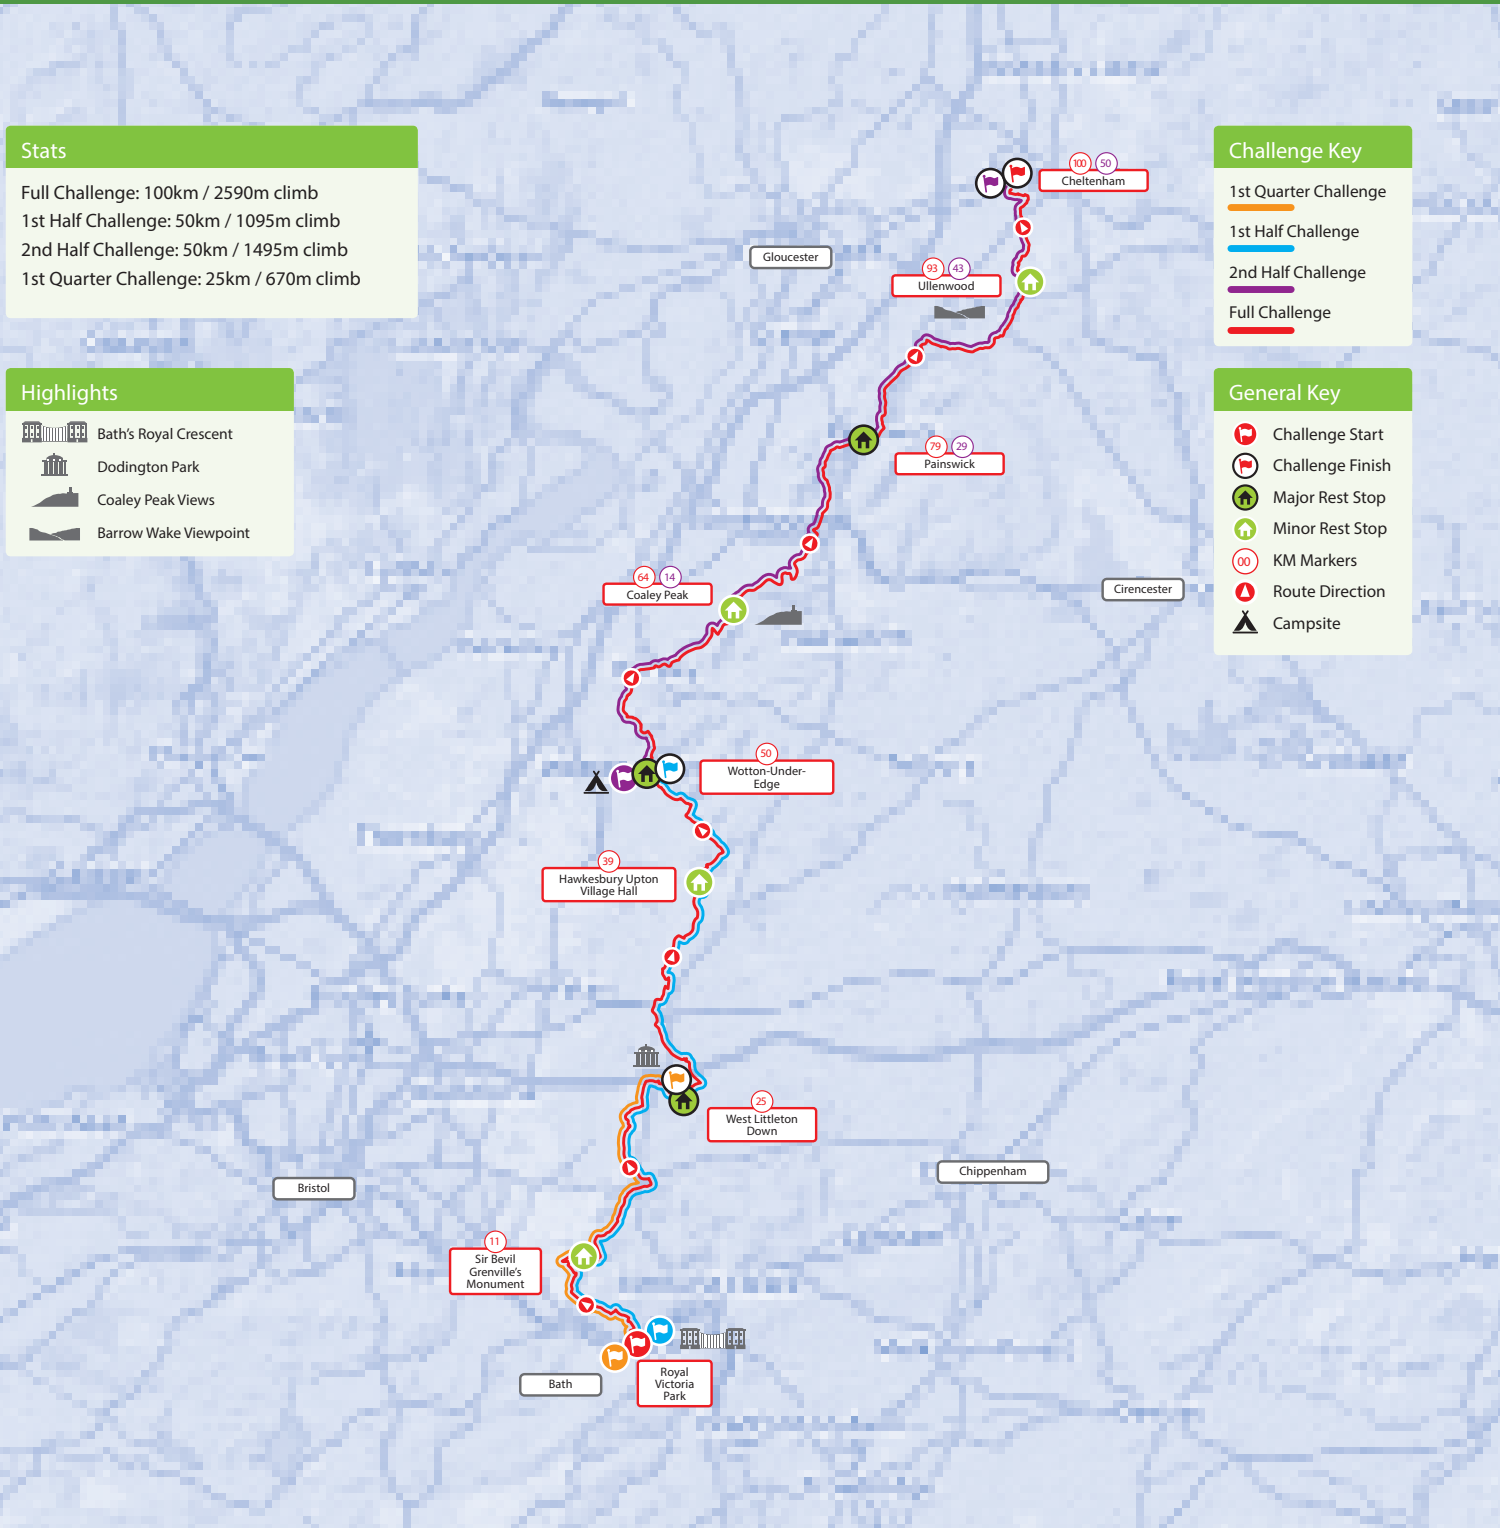 Stats
Full Challenge: 100km / 2590m climb
1st Half Challenge: 50km / 1095m climb
2nd Half Challenge: 50km / 1495m climb
1st Quarter Challenge: 25km / 670m climb
Highlights
Bath's Royal Crescent
Dodington Park
Coaley Peak Views
Barrow Wake Viewpoint
Challenge Key
1st Quarter Challenge
1st Half Challenge
2nd Half Challenge
Full Challenge
General Key
Challenge Start
Challenge Finish
Major Rest Stop
Minor Rest Stop
00 KM Markers
Route Direction
Campsite
100 50
Cheltenham
Gloucester
93 43
Ullenwood
79 29
Painswick
64 14
Coaley Peak
Cirencester
50
Wotton-Under-
Edge
39
Hawkesbury Upton
Village Hall
25
West Littleton
Down
Chippenham
Bristol
11
Sir Bevil
Grenville's
Monument
Royal
Victoria
Park
Bath